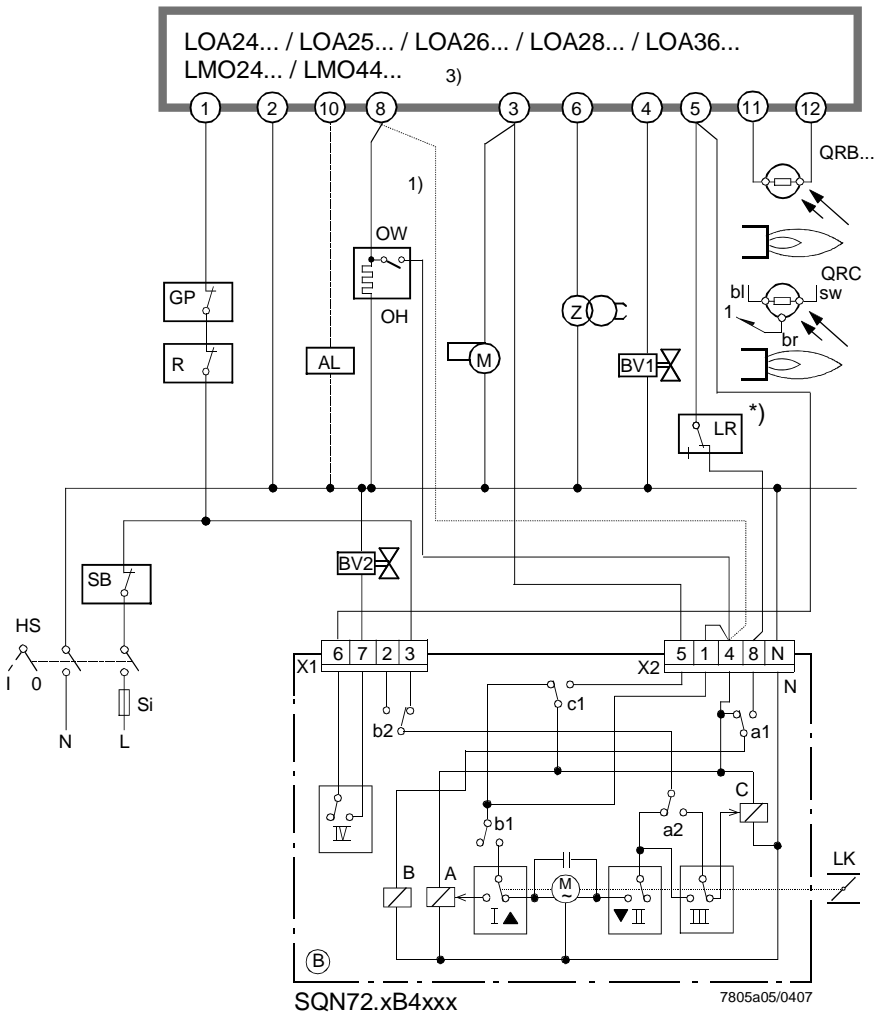 LOA24... / LOA25... / LOA26... / LOA28... / LOA36...
LMO24... / LMO44... 3)
1 2 10 8 3 6 4 5 11 12
QRB...
1)
OW
QRC
GP
bl sw
OH
Z
1
br
R
AL
M
BV1
*)
LR
BV2
SB
HS
6 7 2 3
5 1 4 8 N
X1
X2
I 0
N
Si
c1
b2
a1
N L
C
IV
b1
a2
LK
B A
M
~
I ▲
▼ II
III
B
SQN72.xB4xxx
7805a05/0407